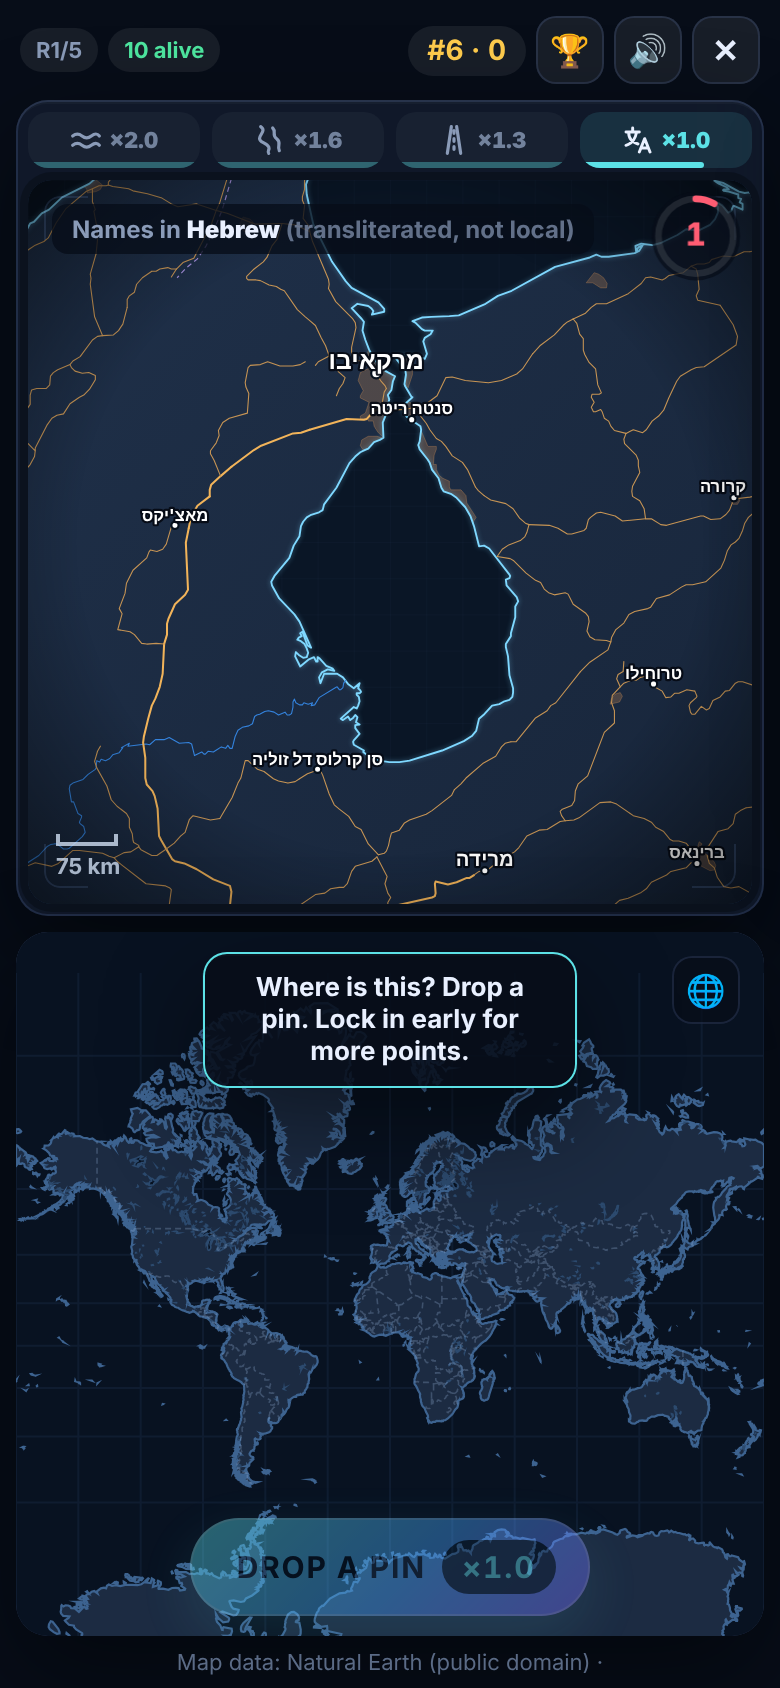 R1/5
10 alive
#6 · 0
×2.0
×1.6
×1.3
×1.0
Names in Hebrew (transliterated, not local)
1
מרקאיבו
סנטה ריטה
קרורה
מאצ'יקס
טרוחילו
סן קרלוס דל זוליה
75 km
מרידה
ברינאס
Where is this? Drop a
pin. Lock in early for
more points.
DROP A PIN ×1.0
Map data: Natural Earth (public domain) ·